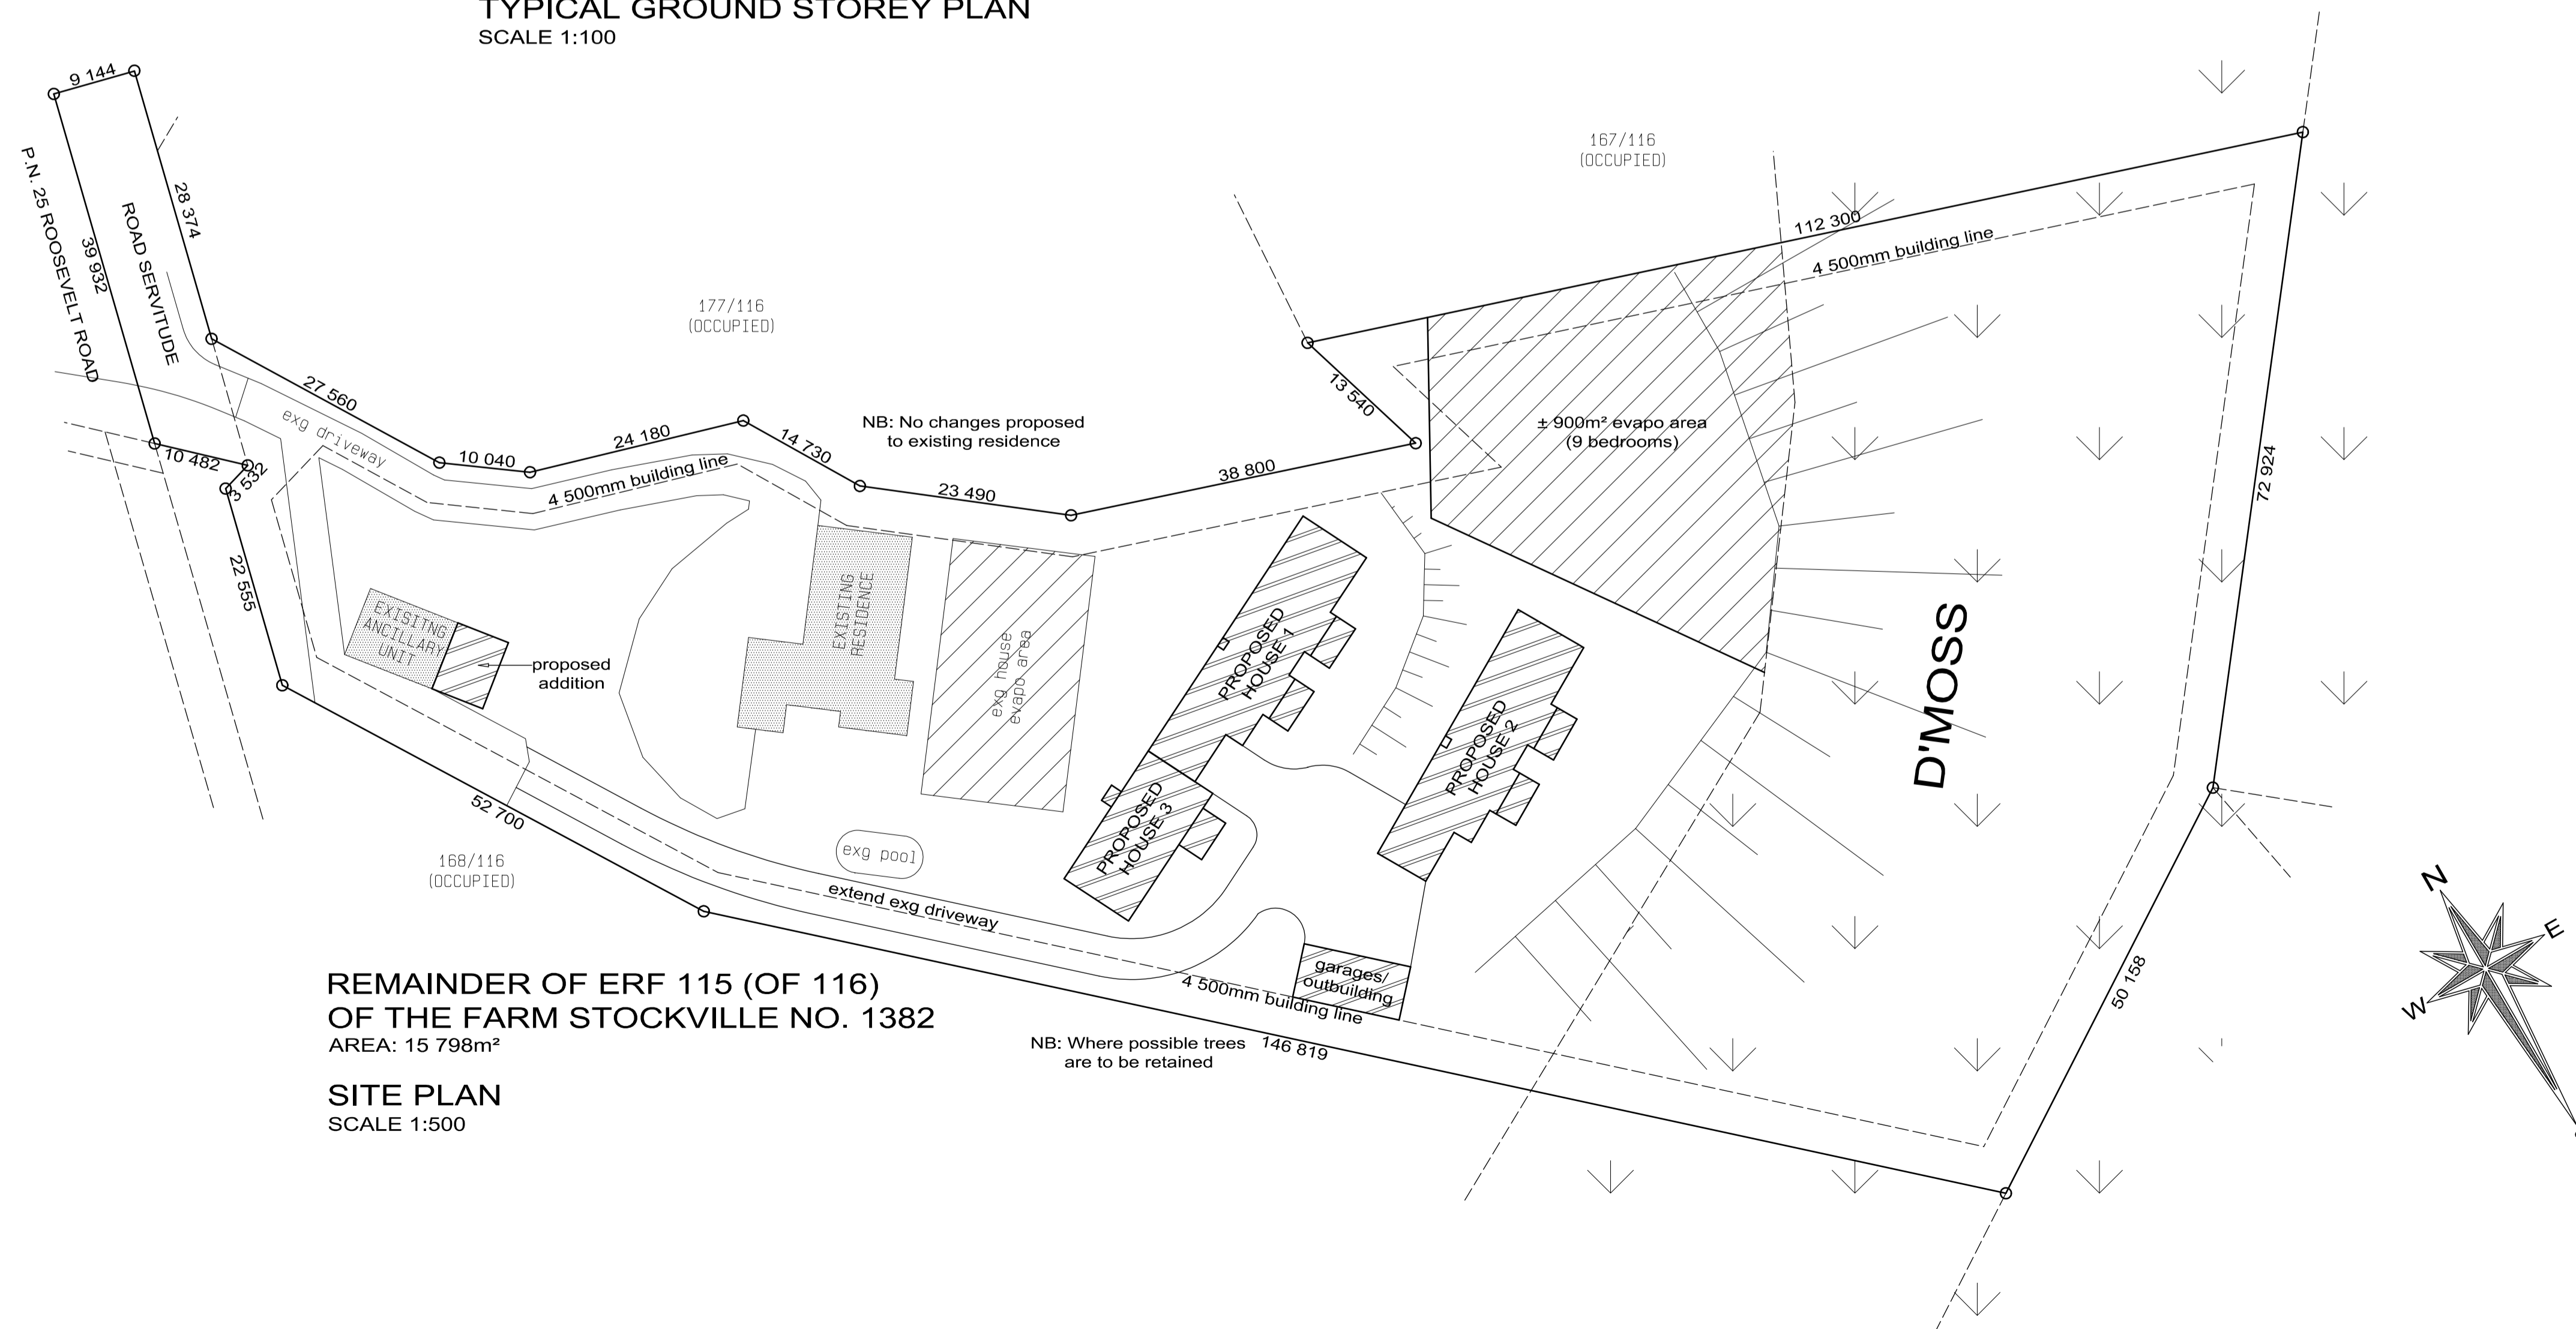 TYPICAL GROUND STOREY PLAN
SCALE 1:100
9 144
28 374
39 932
P.N. 25 ROOSEVELT ROAD
ROAD SERVITUDE
10 482
3 532
22 555
27 560
exg driveway
10 040
24 180
4 500mm building line
14 730
23 490
38 800
13 540
177/116
(OCCUPIED)
NB: No changes proposed
to existing residence
167/116
(OCCUPIED)
112 300
4 500mm building line
± 900m² evapo area
(9 bedrooms)
72 924
D'MOSS
EXISITNG
ANCILLARY
UNIT
proposed
addition
EXISTING
RESIDENCE
exg house
evapo area
PROPOSED
HOUSE 1
PROPOSED
HOUSE 2
PROPOSED
HOUSE 3
52 700
168/116
(OCCUPIED)
exg pool
extend exg driveway
garages/
outbuilding
4 500mm building line
146 819
NB: Where possible trees
are to be retained
50 158
N
E
W
REMAINDER OF ERF 115 (OF 116)
OF THE FARM STOCKVILLE NO. 1382
AREA: 15 798m²
SITE PLAN
SCALE 1:500